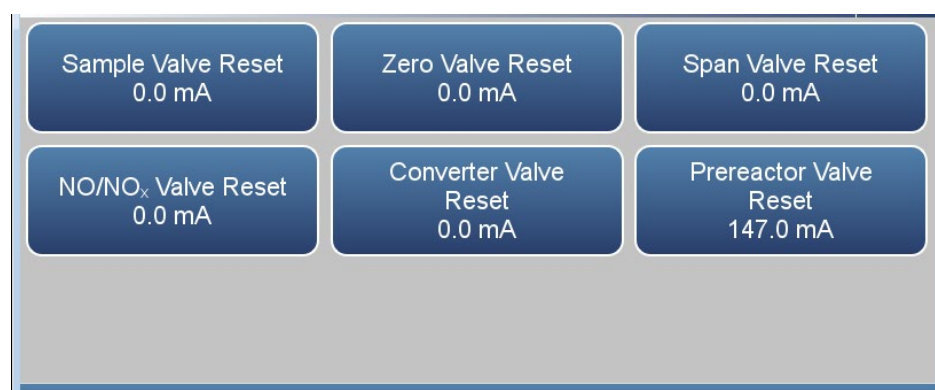 Sample Valve Reset
0.0 mA
Zero Valve Reset
0.0 mA
Span Valve Reset
0.0 mA
NO/NOₓ Valve Reset
0.0 mA
Converter Valve
Reset
0.0 mA
Prereactor Valve
Reset
147.0 mA